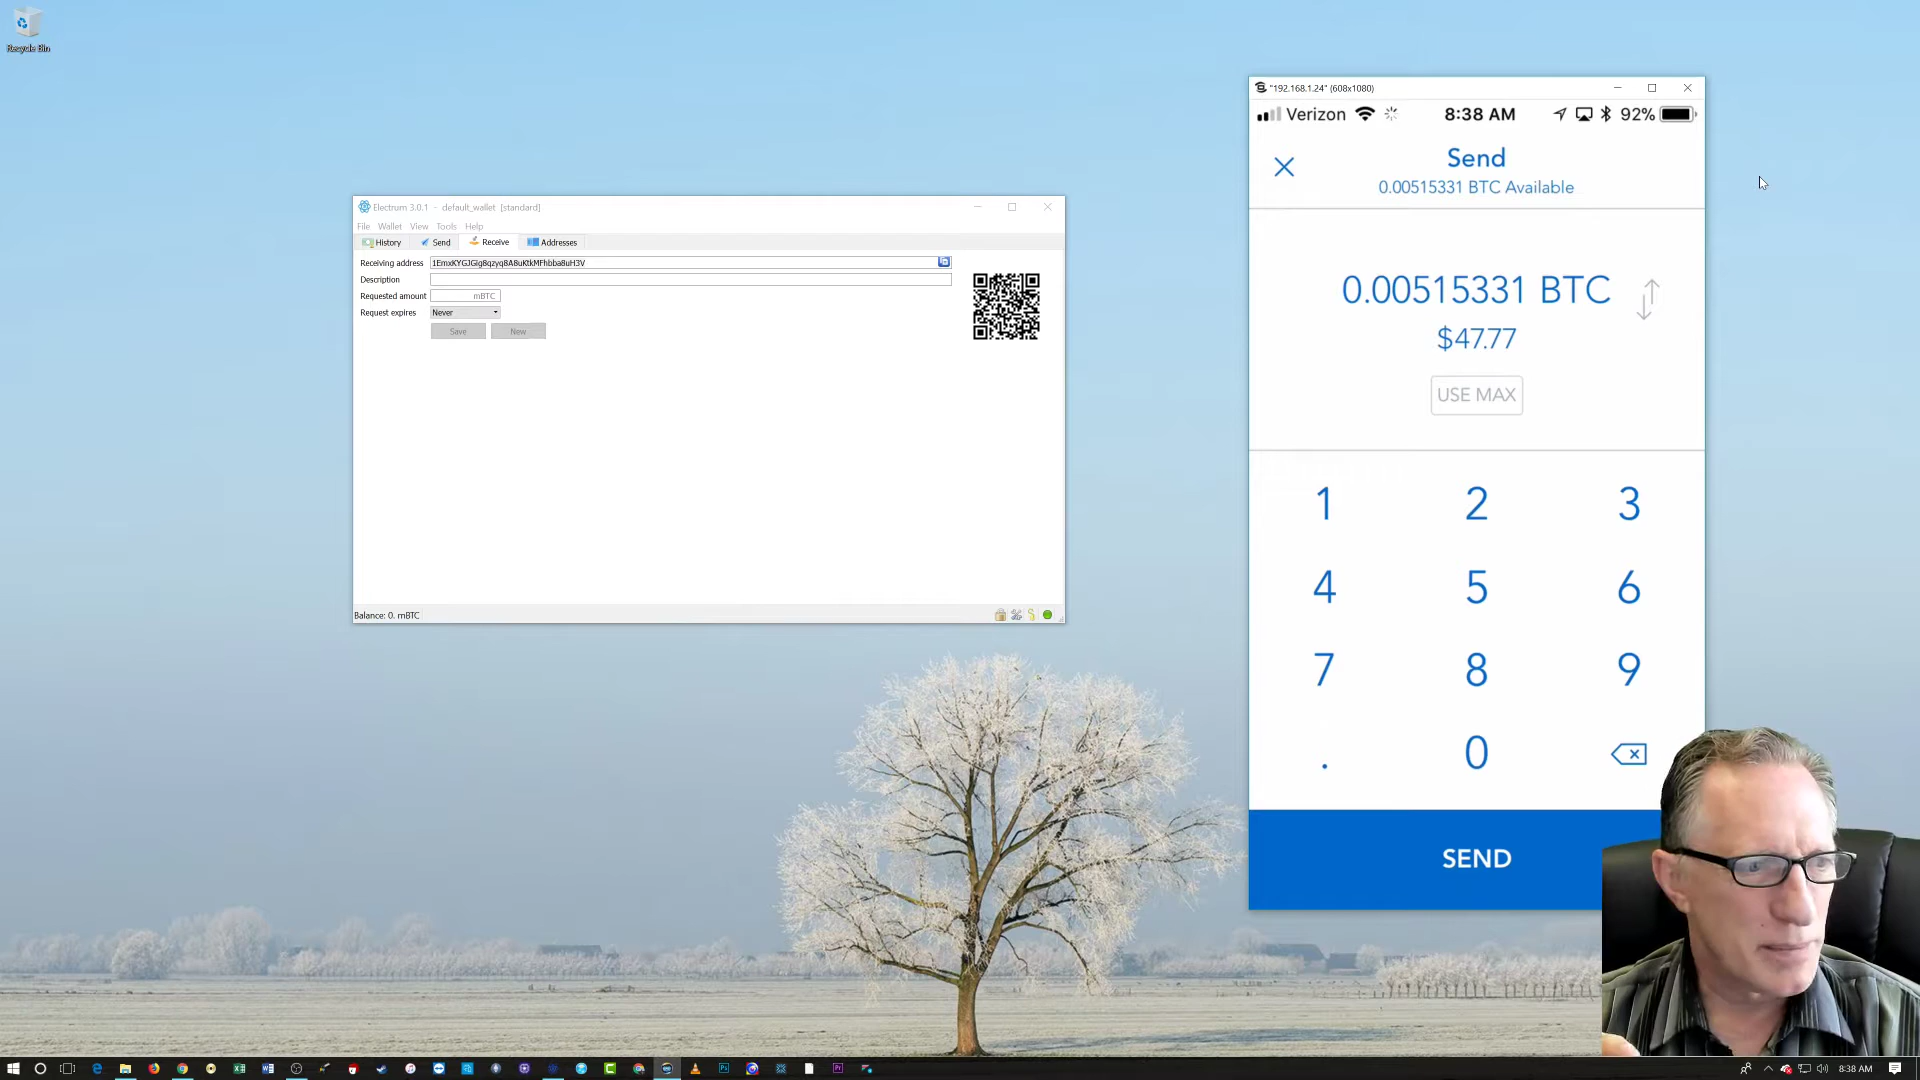 Recycle Bin
Electrum 3.0.1 - default_wallet [standard]
File Wallet View Tools Help
History Send Receive Addresses
Receiving address
Description
Requested amount mBTC
Request expires Never
Save New
Balance: 0. mBTC
"192.168.1.24" (608x1080)
Verizon 8:38 AM 92%
Send
0.00515331 BTC Available
0.00515331 BTC
$47.77
USE MAX
1 2 3
4 5 6
7 8 9
. 0
SEND
8:38 AM